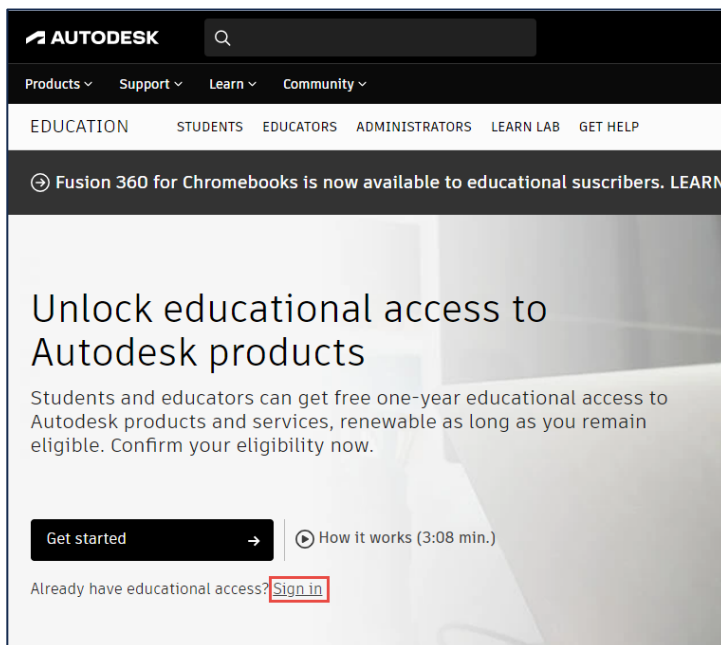 AUTODESK
Products Support Learn Community
EDUCATION STUDENTS EDUCATORS ADMINISTRATORS LEARN LAB GET HELP
Fusion 360 for Chromebooks is now available to educational suscribers. LEARN
Unlock educational access to
Autodesk products
Students and educators can get free one-year educational access to
Autodesk products and services, renewable as long as you remain
eligible. Confirm your eligibility now.
Get started → How it works (3:08 min.)
Already have educational access? Sign in